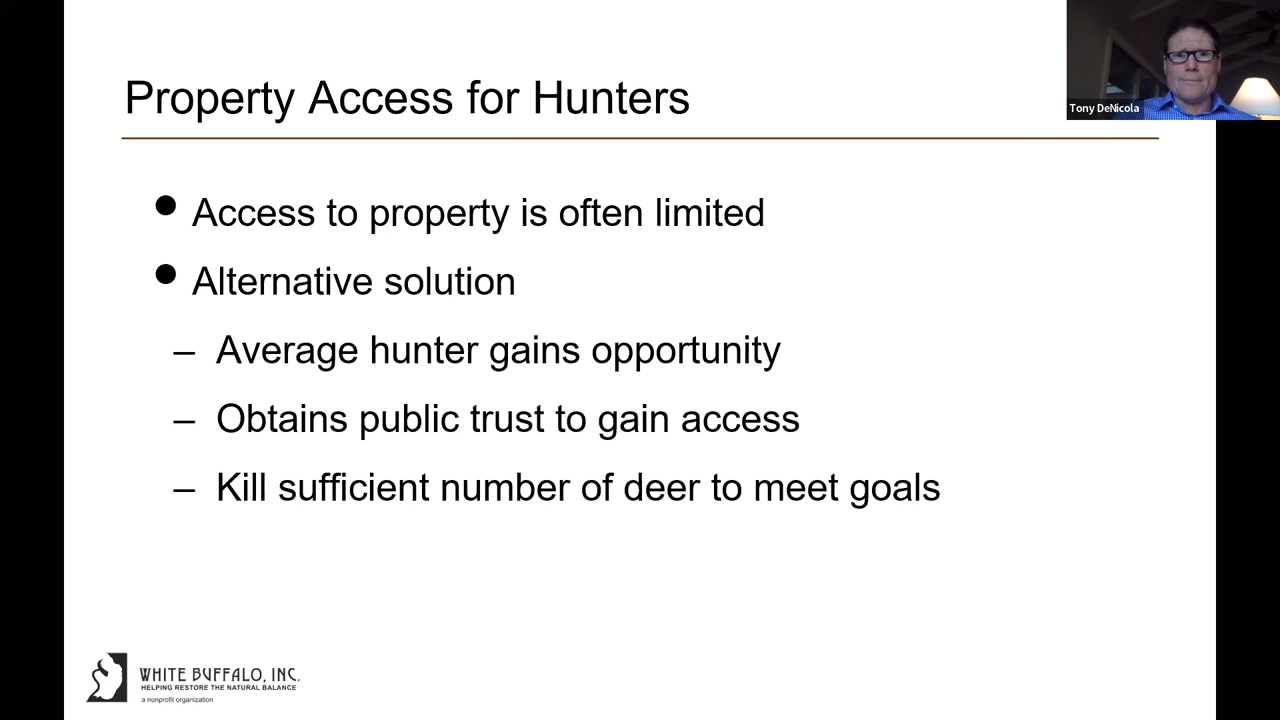 Property Access for Hunters
Tony DeNicola
● Access to property is often limited
● Alternative solution
– Average hunter gains opportunity
– Obtains public trust to gain access
– Kill sufficient number of deer to meet goals
WHITE BUFFALO, INC.
HELPING RESTORE THE NATURAL BALANCE
a nonprofit organization